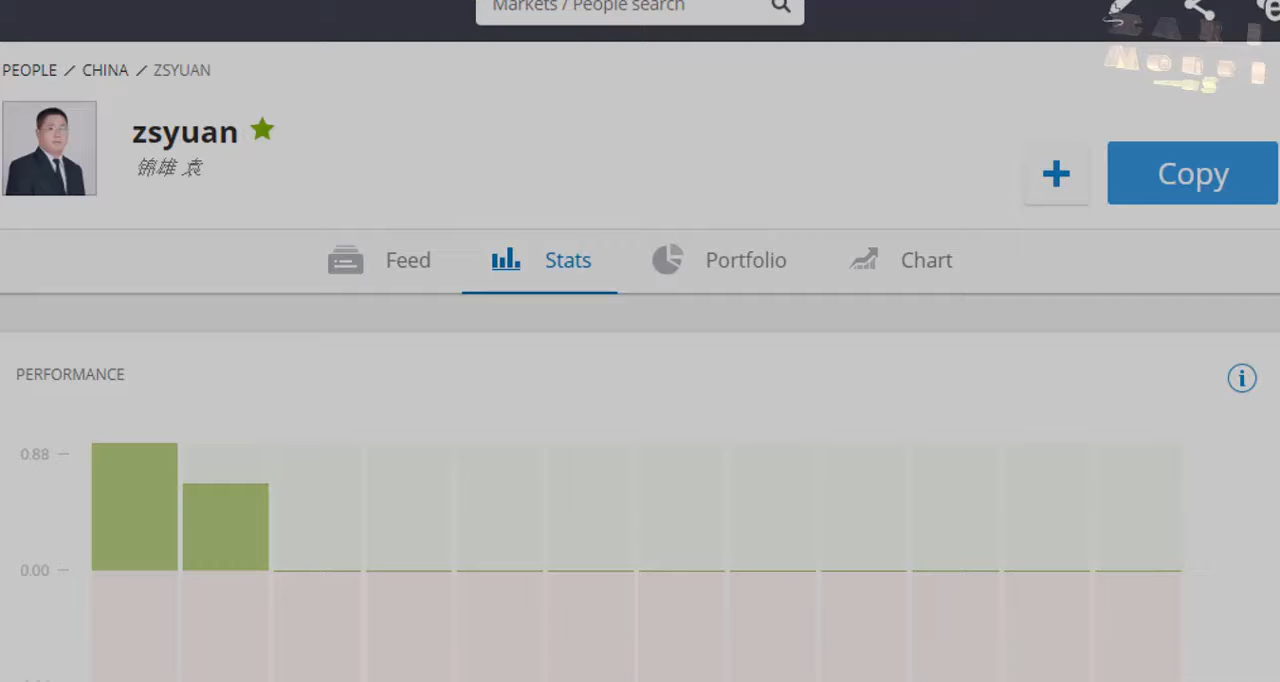 Markets / People search
PEOPLE / CHINA / ZSYUAN
zsyuan
锦雄 袁
Copy
Feed
Stats
Portfolio
Chart
PERFORMANCE
0.88
0.00